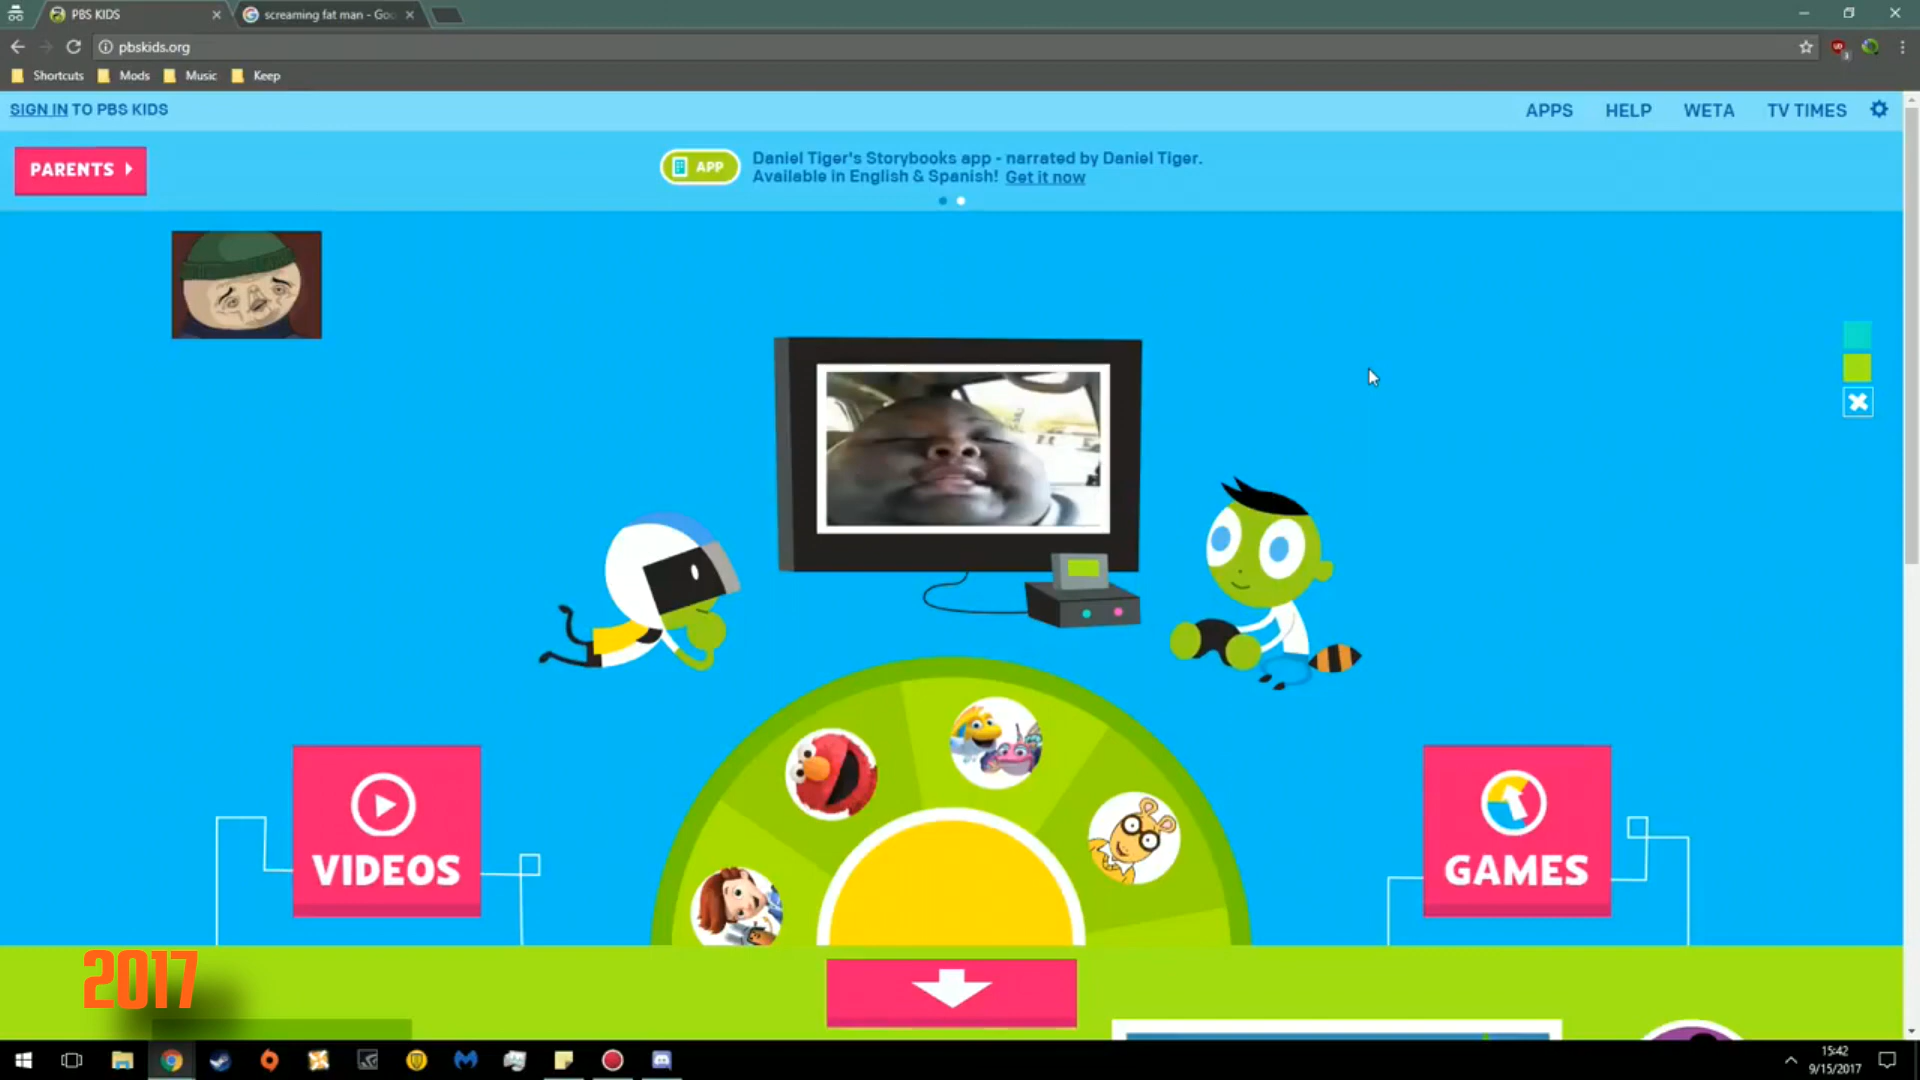 PBS KIDS
screaming fat man - Goo
pbskids.org
Shortcuts
Mods
Music
Keep
SIGN IN TO PBS KIDS
APPS
HELP
WETA
TV TIMES
PARENTS
APP
Daniel Tiger's Storybooks app - narrated by Daniel Tiger.
Available in English & Spanish! Get it now
VIDEOS
GAMES
2017
15:42
9/15/2017